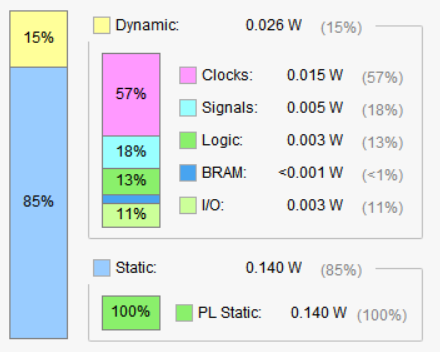 15%
85%
Dynamic: 0.026 W (15%)
57%
18%
13%
11%
Clocks: 0.015 W (57%)
Signals: 0.005 W (18%)
Logic: 0.003 W (13%)
BRAM: <0.001 W (<1%)
I/O: 0.003 W (11%)
Static: 0.140 W (85%)
100%
PL Static: 0.140 W (100%)